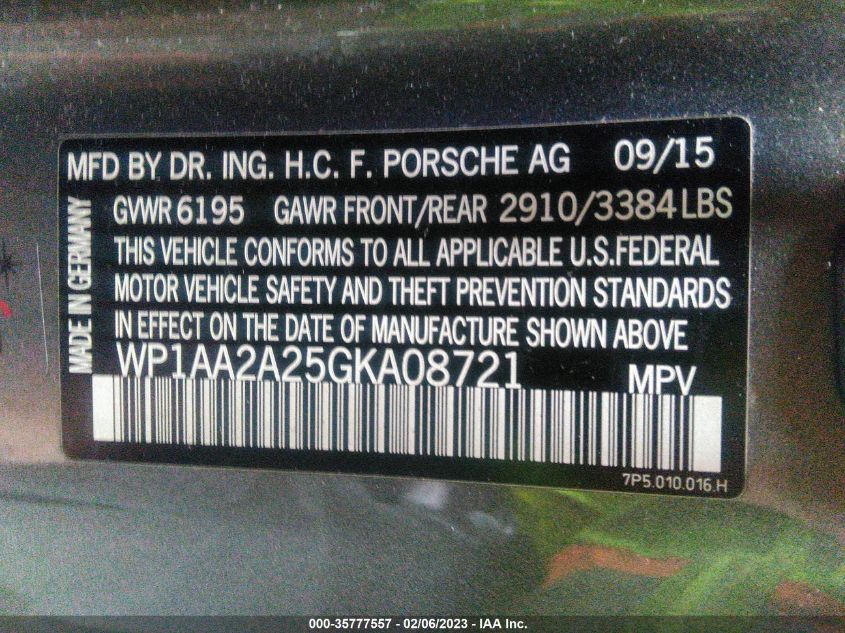 MFD BY DR. ING. H.C. F. PORSCHE AG 09/15
GVWR 6195 GAWR FRONT/REAR 2910/3384 LBS
THIS VEHICLE CONFORMS TO ALL APPLICABLE U.S.FEDERAL
MOTOR VEHICLE SAFETY AND THEFT PREVENTION STANDARDS
IN EFFECT ON THE DATE OF MANUFACTURE SHOWN ABOVE
MADE IN GERMANY
WP1AA2A25GKA08721 MPV
7P5.010.016.H
000-35777557 - 02/06/2023 - IAA Inc.